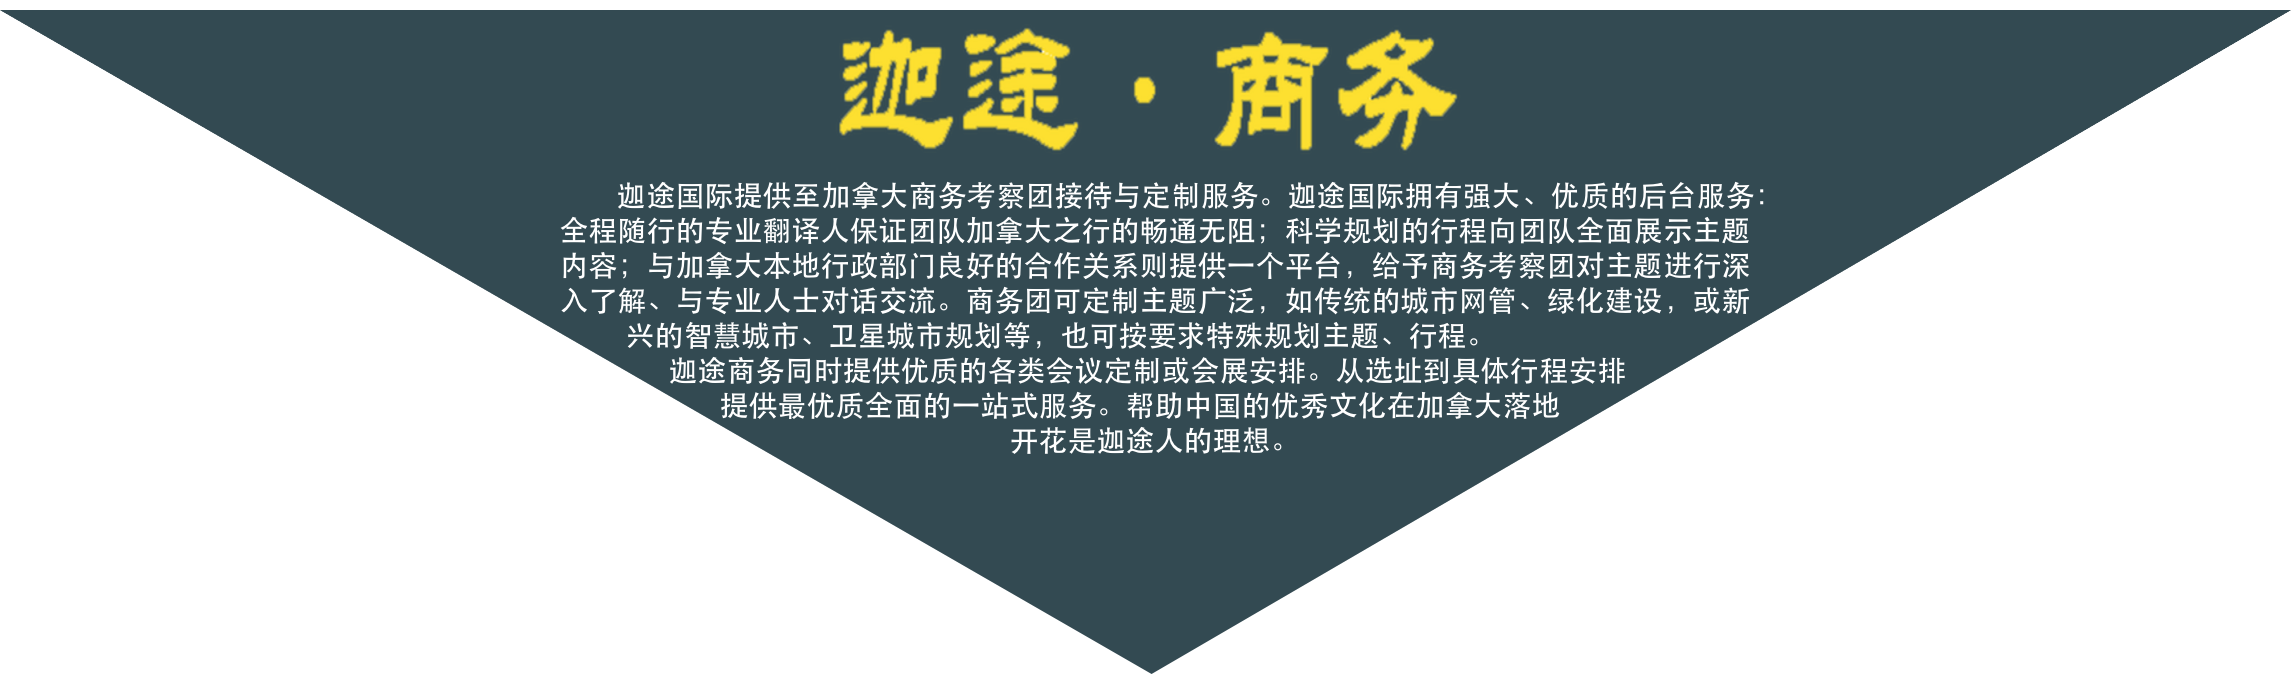 迦途·商务
迦途国际提供至加拿大商务考察团接待与定制服务。迦途国际拥有强大、优质的后台服务：
全程随行的专业翻译人保证团队加拿大之行的畅通无阻；科学规划的行程向团队全面展示主题
内容；与加拿大本地行政部门良好的合作关系则提供一个平台，给予商务考察团对主题进行深
入了解、与专业人士对话交流。商务团可定制主题广泛，如传统的城市网管、绿化建设，或新
兴的智慧城市、卫星城市规划等，也可按要求特殊规划主题、行程。
迦途商务同时提供优质的各类会议定制或会展安排。从选址到具体行程安排
提供最优质全面的一站式服务。帮助中国的优秀文化在加拿大落地
开花是迦途人的理想。